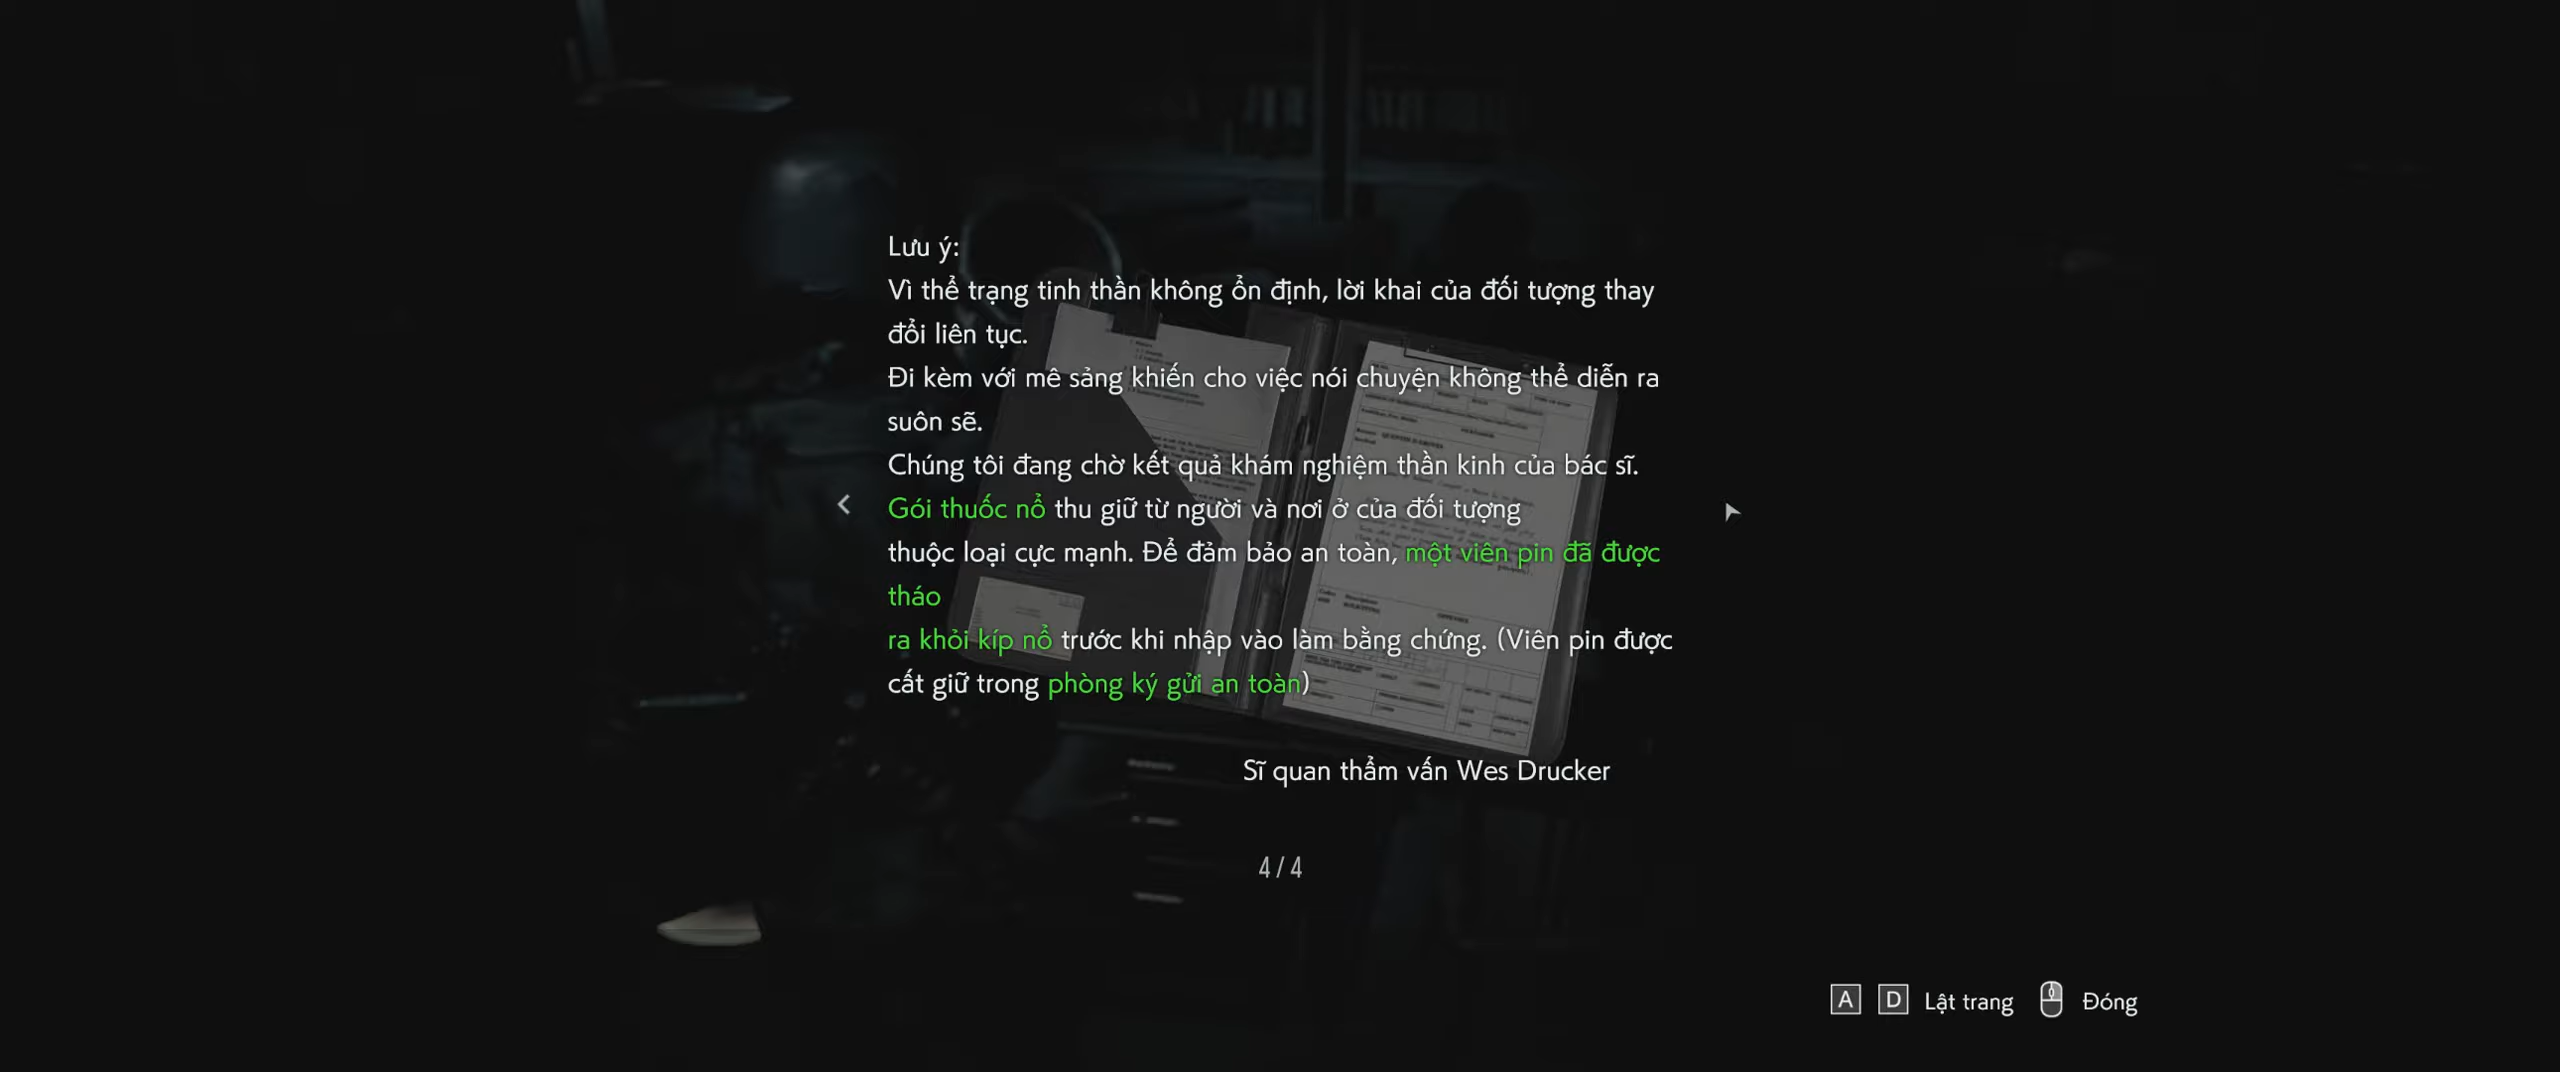 Lưu ý:
Vì thể trạng tinh thần không ổn định, lời khai của đối tượng thay
đổi liên tục.
Đi kèm với mê sảng khiến cho việc nói chuyện không thể diễn ra
suôn sẽ.
Chúng tôi đang chờ kết quả khám nghiệm thần kinh của bác sĩ.
Gói thuốc nổ thu giữ từ người và nơi ở của đối tượng
thuộc loại cực mạnh. Để đảm bảo an toàn, một viên pin đã được
tháo
ra khỏi kíp nổ trước khi nhập vào làm bằng chứng. (Viên pin được
cất giữ trong phòng ký gửi an toàn)
Sĩ quan thẩm vấn Wes Drucker
4 / 4
A D Lật trang Đóng